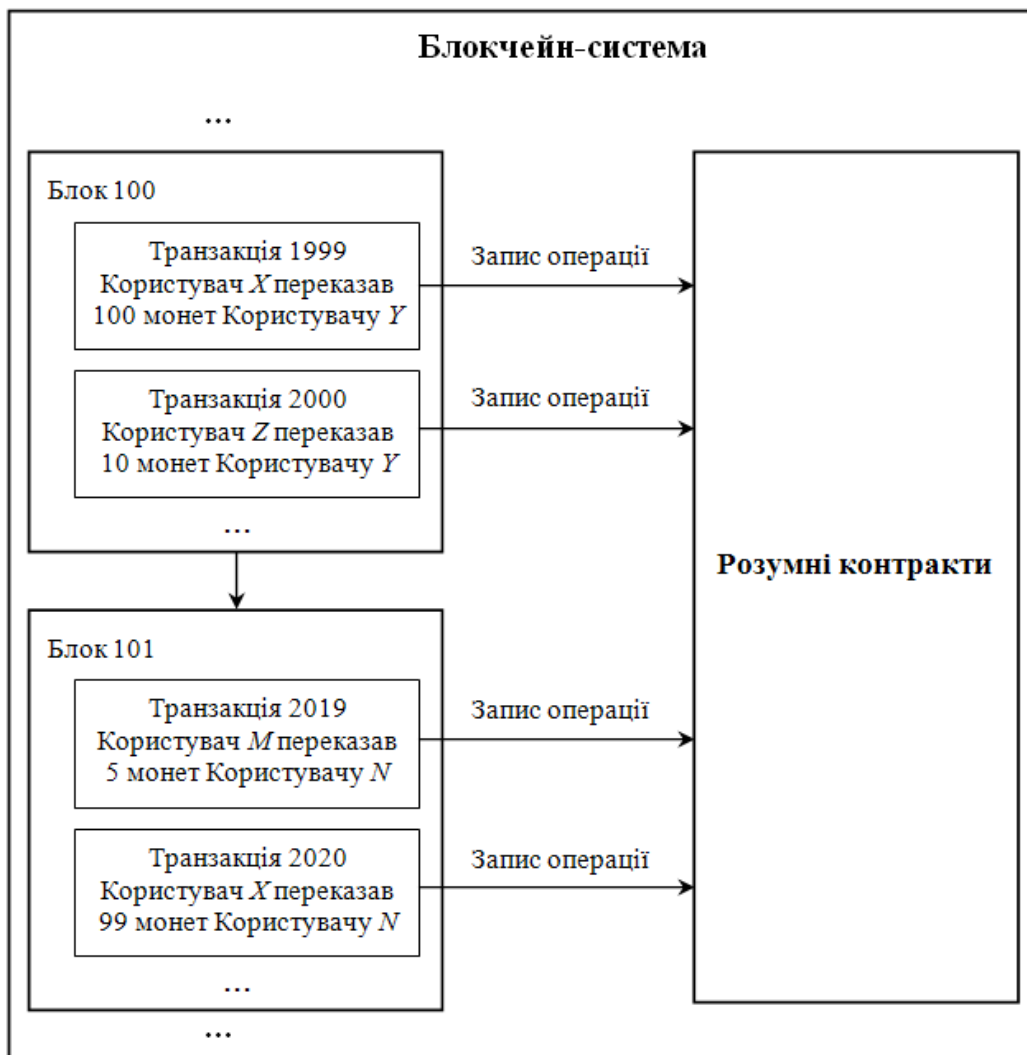 Блокчейн-система
...
Блок 100
Транзакція 1999
Користувач X переказав
100 монет Користувачу Y
Запис операції
Транзакція 2000
Користувач Z переказав
10 монет Користувачу Y
Запис операції
...
Розумні контракти
Блок 101
Транзакція 2019
Користувач M переказав
5 монет Користувачу N
Запис операції
Транзакція 2020
Користувач X переказав
99 монет Користувачу N
Запис операції
...
...